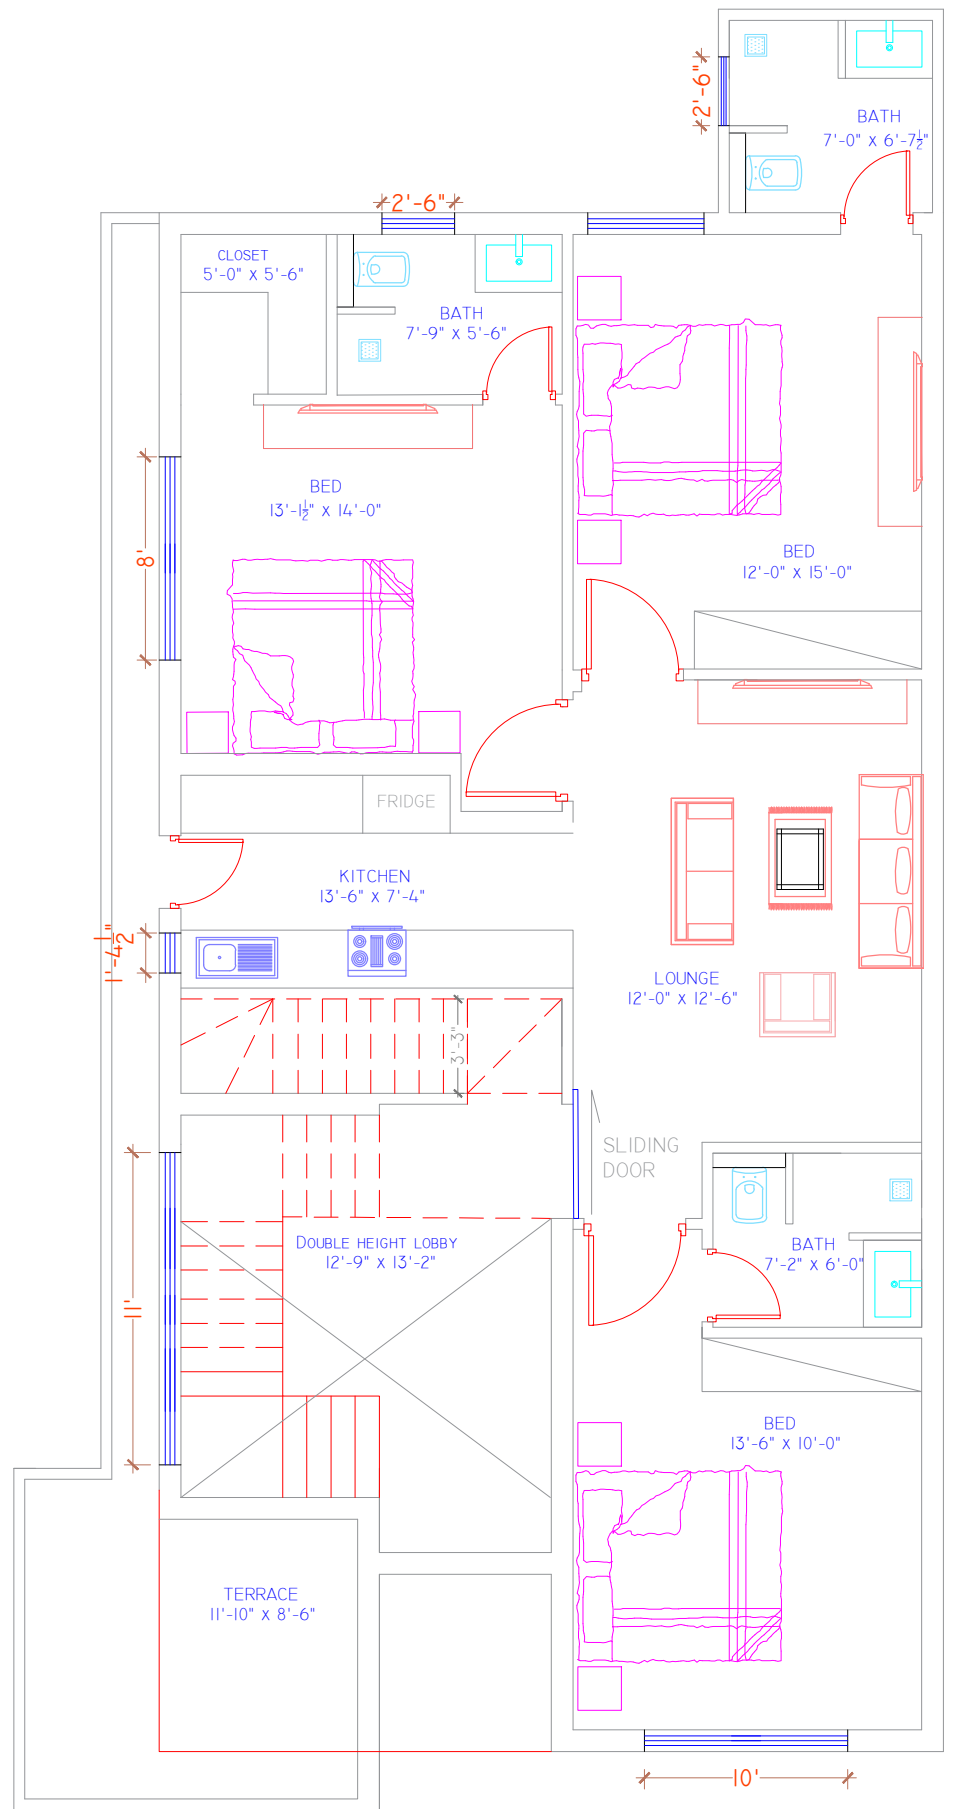 2'-6"
BATH
7'-0" X 6'-7½"
2'-6"
CLOSET
5'-0" X 5'-6"
BATH
7'-9" X 5'-6"
8'
BED
13'-1½" X 14'-0"
BED
12'-0" X 15'-0"
FRIDGE
KITCHEN
13'-6" X 7'-4"
1'-4½"
LOUNGE
12'-0" X 12'-6"
3'-3"
SLIDING
DOOR
DOUBLE HEIGHT LOBBY
12'-9" X 13'-2"
BATH
7'-2" X 6'-0"
11'
BED
13'-6" X 10'-0"
TERRACE
11'-10" X 8'-6"
10'